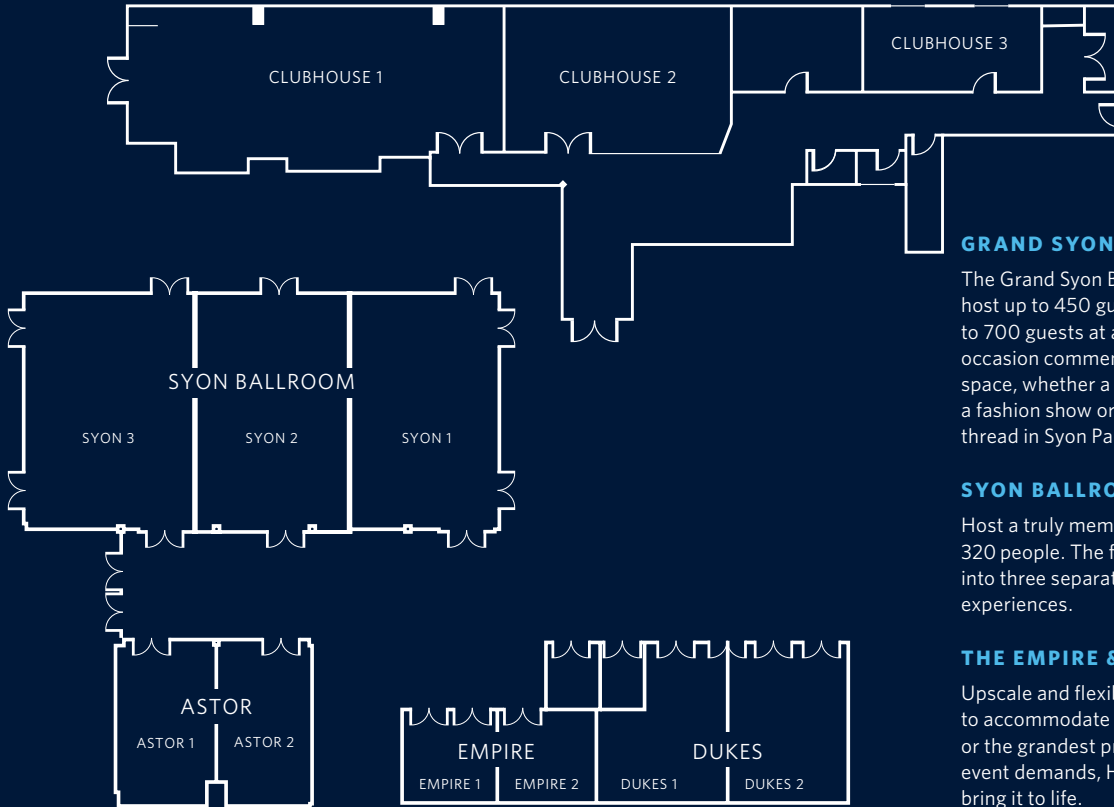 CLUBHOUSE 1
CLUBHOUSE 2
CLUBHOUSE 3
SYON BALLROOM
SYON 3
SYON 2
SYON 1
ASTOR
ASTOR 1
ASTOR 2
EMPIRE
EMPIRE 1
EMPIRE 2
DUKES
DUKES 1
DUKES 2
GRAND SYON
The Grand Syon
host up to 450
to 700 guests at
occasion
space, whether a
a fashion show or
thread in Syon
SYON
Host a truly
320 people. The
into three
experiences.
THE EMPIRE &
Upscale and
to accommodate
or the grandest
event demands,
bring it to life.